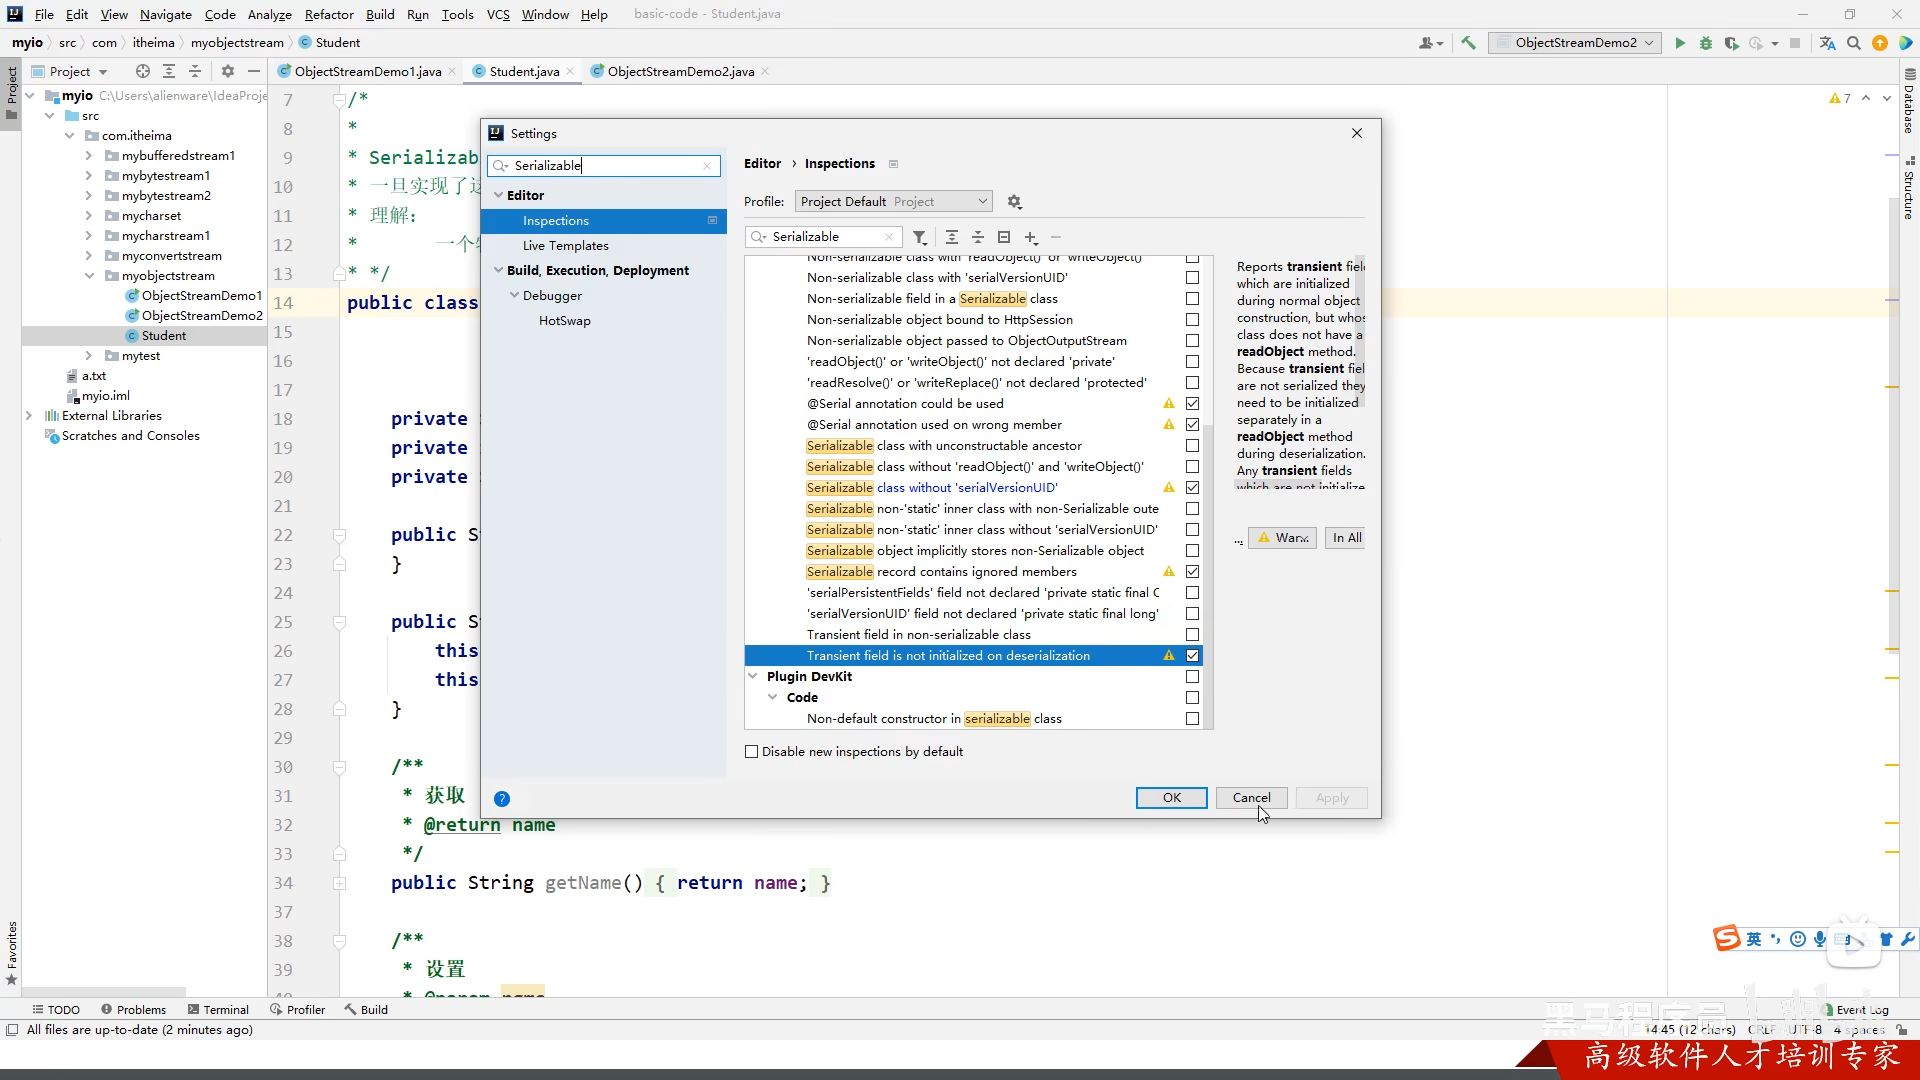 File Edit View Navigate Code Analyze Refactor Build Run Tools VCS Window Help basic-code - Student.java
myio src com itheima myobjectstream Student
ObjectStreamDemo2
Project
ObjectStreamDemo1.java Student.java ObjectStreamDemo2.java
myio C:\Users\alienware\IdeaProje
src
com.itheima
mybufferedstream1
mybytestream1
mybytestream2
mycharset
mycharstream1
myconvertstream
myobjectstream
ObjectStreamDemo1
ObjectStreamDemo2
Student
mytest
a.txt
myio.iml
External Libraries
Scratches and Consoles
Project
Favorites
Database
Structure
7
7 /*
8 *
9 * Serializab
10 * 一旦实现了这
11 * 理解：
12 * 一个牛
13 * */
14 public class
15
16
17
18 private
19 private
20 private
21
22 public S
23 }
24
25 public S
26 this
27 this
28 }
29
30 /**
31 * 获取
32 * @return name
33 */
34 public String getName() { return name; }
37
38 /**
39 * 设置
40 * @param name
Settings
Serializable
Editor
Inspections
Live Templates
Build, Execution, Deployment
Debugger
HotSwap
Editor › Inspections
Profile: Project Default Project
Serializable
Non-serializable class with 'readObject()' or 'writeObject()'
Non-serializable class with 'serialVersionUID'
Non-serializable field in a Serializable class
Non-serializable object bound to HttpSession
Non-serializable object passed to ObjectOutputStream
'readObject()' or 'writeObject()' not declared 'private'
'readResolve()' or 'writeReplace()' not declared 'protected'
@Serial annotation could be used
@Serial annotation used on wrong member
Serializable class with unconstructable ancestor
Serializable class without 'readObject()' and 'writeObject()'
Serializable class without 'serialVersionUID'
Serializable non-'static' inner class with non-Serializable oute
Serializable non-'static' inner class without 'serialVersionUID'
Serializable object implicitly stores non-Serializable object
Serializable record contains ignored members
'serialPersistentFields' field not declared 'private static final O
'serialVersionUID' field not declared 'private static final long'
Transient field in non-serializable class
Transient field is not initialized on deserialization
Plugin DevKit
Code
Non-default constructor in serializable class
Reports transient fiel
which are initialized
during normal object
construction, but whos
class does not have a
readObject method.
Because transient fiel
are not serialized they
need to be initialized
separately in a
readObject method
during deserialization.
Any transient fields
which are not initialize
... Warn... In All
Disable new inspections by default
? OK Cancel Apply
英
TODO Problems Terminal Profiler Build Event Log
All files are up-to-date (2 minutes ago) 14:45 (12 chars) CRLF UTF-8 4 spaces
黑马程序员 bilibili
高级软件人才培训专家